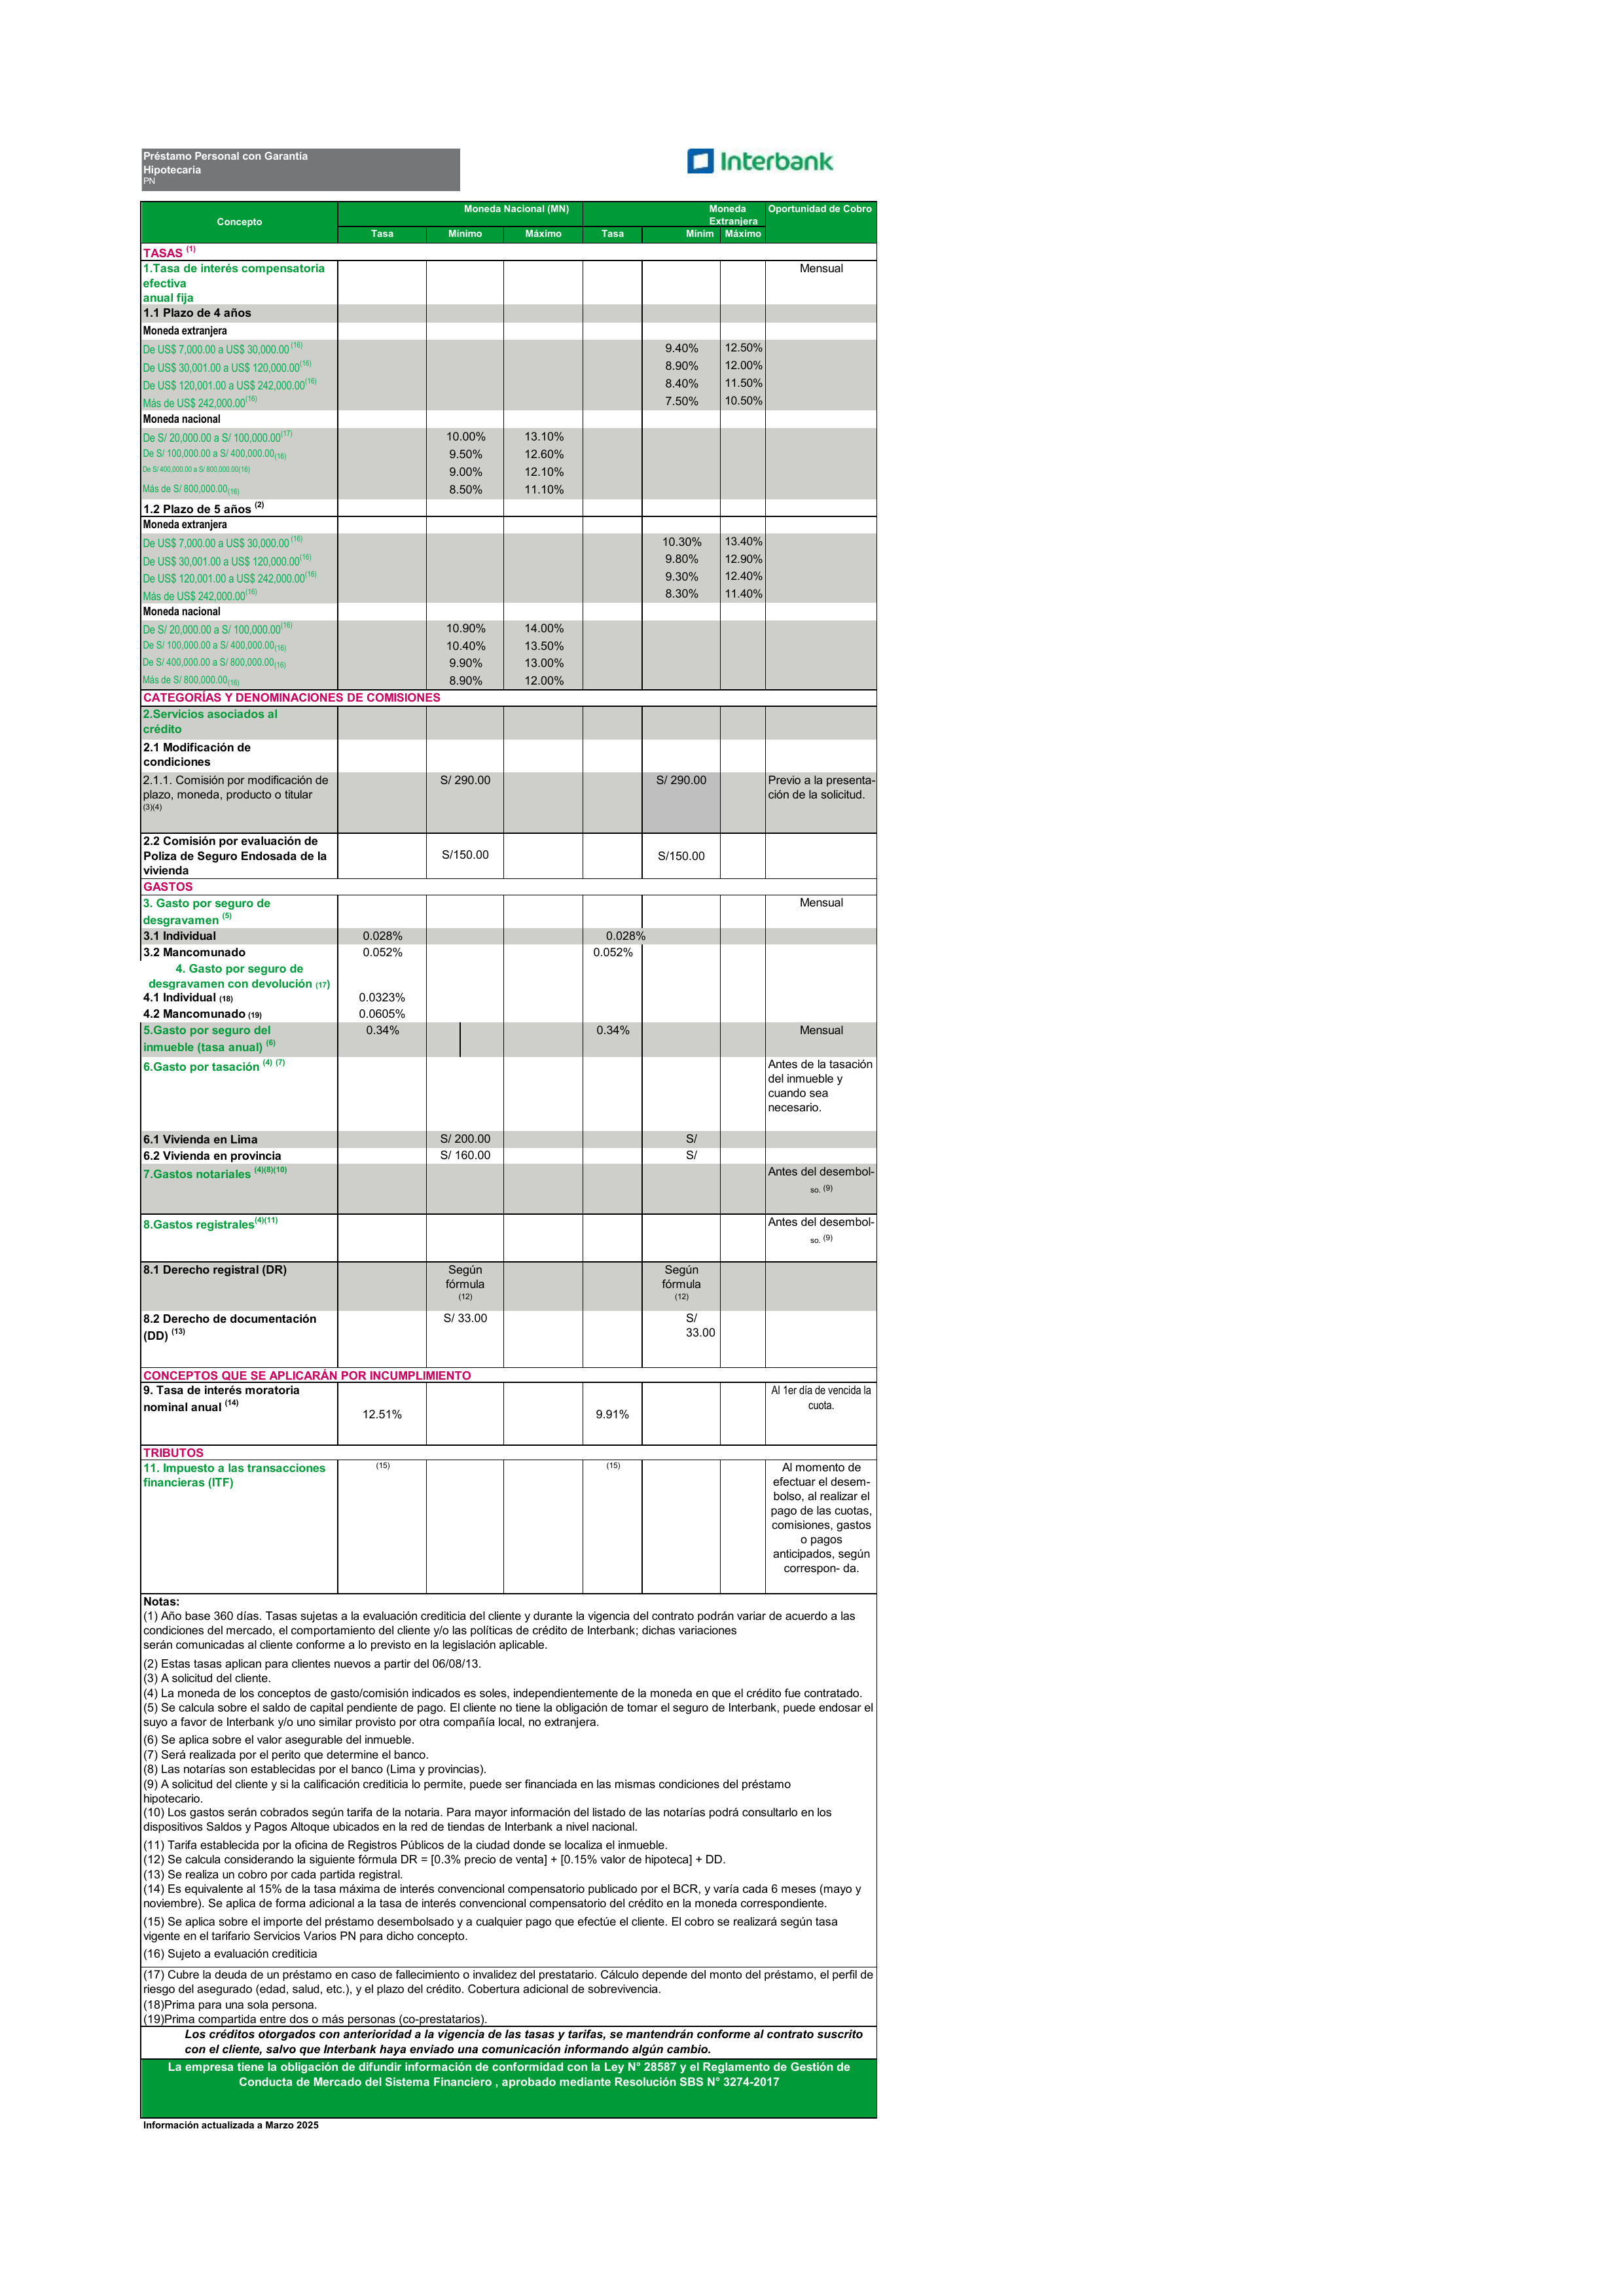 Préstamo Personal con Garantía
Hipotecaria
PN
Interbank
Concepto
Moneda Nacional (MN)
Moneda
Extranjera
Oportunidad de Cobro
Tasa Mínimo Máximo Tasa Mínim Máximo
TASAS (1)
1.Tasa de interés compensatoria
efectiva
anual fija
Mensual
1.1 Plazo de 4 años
Moneda extranjera
De US$ 7,000.00 a US$ 30,000.00 (16) 9.40% 12.50%
De US$ 30,001.00 a US$ 120,000.00(16) 8.90% 12.00%
De US$ 120,001.00 a US$ 242,000.00(16) 8.40% 11.50%
Más de US$ 242,000.00(16) 7.50% 10.50%
Moneda nacional
De S/ 20,000.00 a S/ 100,000.00(17) 10.00% 13.10%
De S/ 100,000.00 a S/ 400,000.00(16) 9.50% 12.60%
De S/ 400,000.00 a S/ 800,000.00(16) 9.00% 12.10%
Más de S/ 800,000.00(16) 8.50% 11.10%
1.2 Plazo de 5 años (2)
Moneda extranjera
De US$ 7,000.00 a US$ 30,000.00 (16) 10.30% 13.40%
De US$ 30,001.00 a US$ 120,000.00(16) 9.80% 12.90%
De US$ 120,001.00 a US$ 242,000.00(16) 9.30% 12.40%
Más de US$ 242,000.00(16) 8.30% 11.40%
Moneda nacional
De S/ 20,000.00 a S/ 100,000.00(16) 10.90% 14.00%
De S/ 100,000.00 a S/ 400,000.00(16) 10.40% 13.50%
De S/ 400,000.00 a S/ 800,000.00(16) 9.90% 13.00%
Más de S/ 800,000.00(16) 8.90% 12.00%
CATEGORÍAS Y DENOMINACIONES DE COMISIONES
2.Servicios asociados al
crédito
2.1 Modificación de
condiciones
2.1.1. Comisión por modificación de S/ 290.00 S/ 290.00 Previo a la presenta-
plazo, moneda, producto o titular ción de la solicitud.
(3)(4)
2.2 Comisión por evaluación de
Poliza de Seguro Endosada de la S/150.00 S/150.00
vivienda
GASTOS
3. Gasto por seguro de Mensual
desgravamen (5)
3.1 Individual 0.028% 0.028%
3.2 Mancomunado 0.052% 0.052%
4. Gasto por seguro de
desgravamen con devolución (17)
4.1 Individual (18) 0.0323%
4.2 Mancomunado (19) 0.0605%
5.Gasto por seguro del 0.34% 0.34% Mensual
inmueble (tasa anual) (6)
6.Gasto por tasación (4) (7) Antes de la tasación
del inmueble y
cuando sea
necesario.
6.1 Vivienda en Lima S/ 200.00 S/
6.2 Vivienda en provincia S/ 160.00 S/
7.Gastos notariales (4)(8)(10) Antes del desembol-
so. (9)
8.Gastos registrales(4)(11) Antes del desembol-
so. (9)
8.1 Derecho registral (DR) Según Según
fórmula fórmula
(12) (12)
8.2 Derecho de documentación S/ 33.00 S/
(DD) (13) 33.00
CONCEPTOS QUE SE APLICARÁN POR INCUMPLIMIENTO
9. Tasa de interés moratoria Al 1er día de vencida la
nominal anual (14) cuota.
12.51% 9.91%
TRIBUTOS
11. Impuesto a las transacciones (15) (15) Al momento de
financieras (ITF) efectuar el desem-
bolso, al realizar el
pago de las cuotas,
comisiones, gastos
o pagos
anticipados, según
correspon- da.
Notas:
(1) Año base 360 días. Tasas sujetas a la evaluación crediticia del cliente y durante la vigencia del contrato podrán variar de acuerdo a las
condiciones del mercado, el comportamiento del cliente y/o las políticas de crédito de Interbank; dichas variaciones
serán comunicadas al cliente conforme a lo previsto en la legislación aplicable.
(2) Estas tasas aplican para clientes nuevos a partir del 06/08/13.
(3) A solicitud del cliente.
(4) La moneda de los conceptos de gasto/comisión indicados es soles, independientemente de la moneda en que el crédito fue contratado.
(5) Se calcula sobre el saldo de capital pendiente de pago. El cliente no tiene la obligación de tomar el seguro de Interbank, puede endosar el
suyo a favor de Interbank y/o uno similar provisto por otra compañía local, no extranjera.
(6) Se aplica sobre el valor asegurable del inmueble.
(7) Será realizada por el perito que determine el banco.
(8) Las notarías son establecidas por el banco (Lima y provincias).
(9) A solicitud del cliente y si la calificación crediticia lo permite, puede ser financiada en las mismas condiciones del préstamo
hipotecario.
(10) Los gastos serán cobrados según tarifa de la notaria. Para mayor información del listado de las notarías podrá consultarlo en los
dispositivos Saldos y Pagos Altoque ubicados en la red de tiendas de Interbank a nivel nacional.
(11) Tarifa establecida por la oficina de Registros Públicos de la ciudad donde se localiza el inmueble.
(12) Se calcula considerando la siguiente fórmula DR = [0.3% precio de venta] + [0.15% valor de hipoteca] + DD.
(13) Se realiza un cobro por cada partida registral.
(14) Es equivalente al 15% de la tasa máxima de interés convencional compensatorio publicado por el BCR, y varía cada 6 meses (mayo y
noviembre). Se aplica de forma adicional a la tasa de interés convencional compensatorio del crédito en la moneda correspondiente.
(15) Se aplica sobre el importe del préstamo desembolsado y a cualquier pago que efectúe el cliente. El cobro se realizará según tasa
vigente en el tarifario Servicios Varios PN para dicho concepto.
(16) Sujeto a evaluación crediticia
(17) Cubre la deuda de un préstamo en caso de fallecimiento o invalidez del prestatario. Cálculo depende del monto del préstamo, el perfil de
riesgo del asegurado (edad, salud, etc.), y el plazo del crédito. Cobertura adicional de sobrevivencia.
(18)Prima para una sola persona.
(19)Prima compartida entre dos o más personas (co-prestatarios).
Los créditos otorgados con anterioridad a la vigencia de las tasas y tarifas, se mantendrán conforme al contrato suscrito
con el cliente, salvo que Interbank haya enviado una comunicación informando algún cambio.
La empresa tiene la obligación de difundir información de conformidad con la Ley N° 28587 y el Reglamento de Gestión de
Conducta de Mercado del Sistema Financiero , aprobado mediante Resolución SBS N° 3274-2017
Información actualizada a Marzo 2025